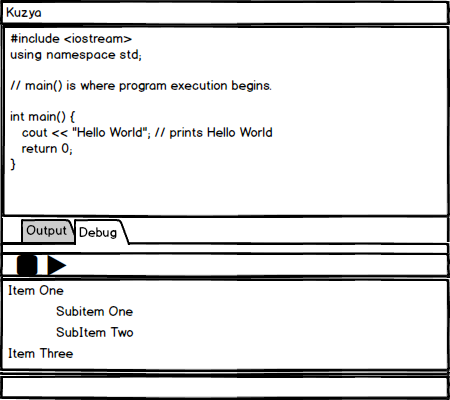 Kuzya
#include <iostream>
using namespace std;
// main() is where program execution begins.
int main() {
cout << "Hello World"; // prints Hello World
return 0;
}
Output Debug
Item One
Subitem One
SubItem Two
Item Three